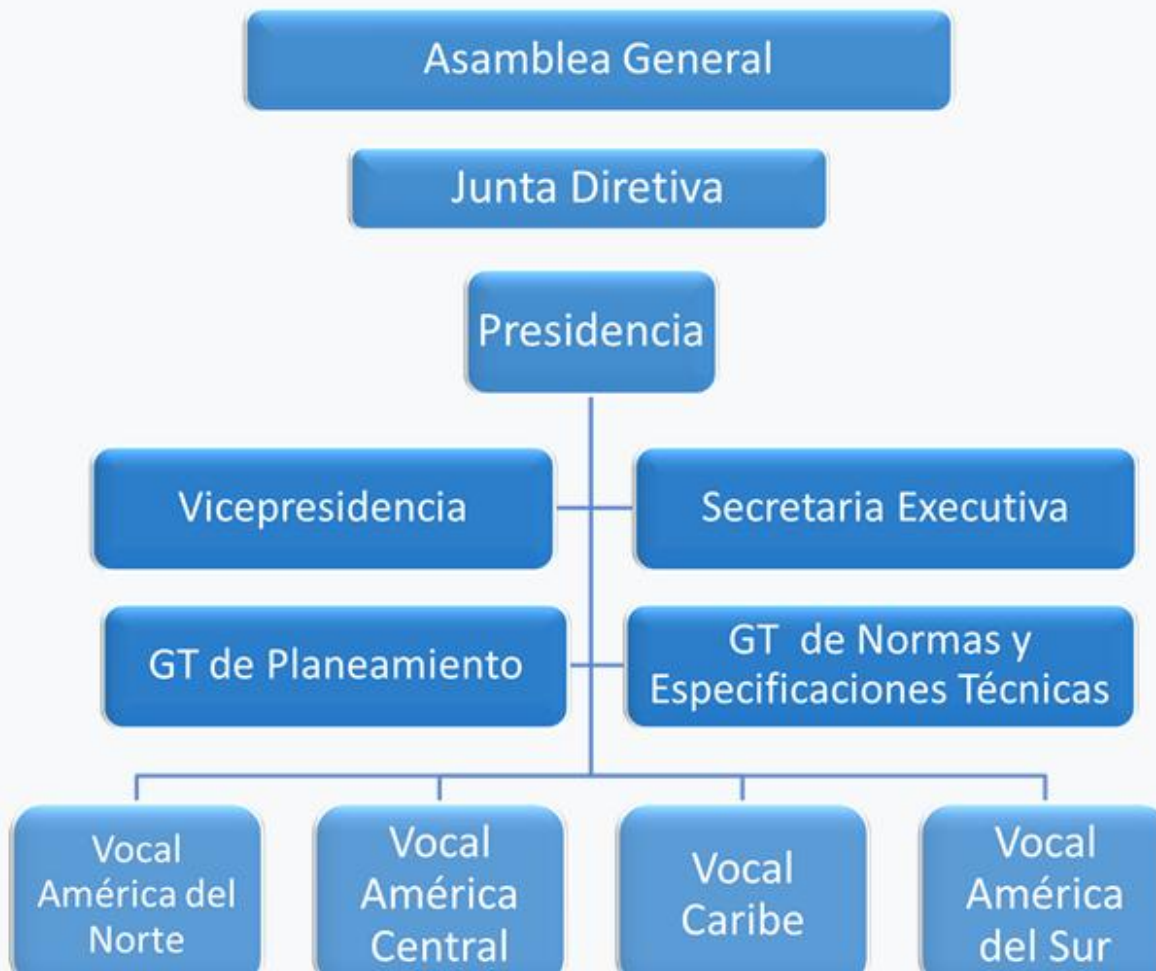 Asamblea General
Junta Diretiva
Presidencia
Vicepresidencia
Secretaria Executiva
GT de Planeamiento
GT de Normas y
Especificaciones Técnicas
Vocal
América del
Norte
Vocal
América
Central
Vocal
Caribe
Vocal
América
del Sur